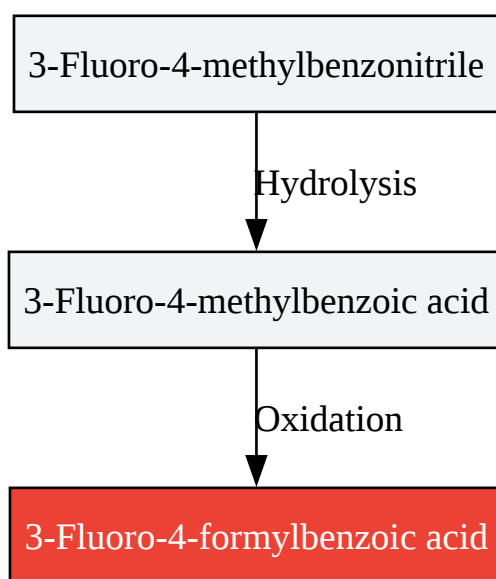 3-Fluoro-4-methylbenzonitrile
Hydrolysis
3-Fluoro-4-methylbenzoic acid
Oxidation
3-Fluoro-4-formylbenzoic acid